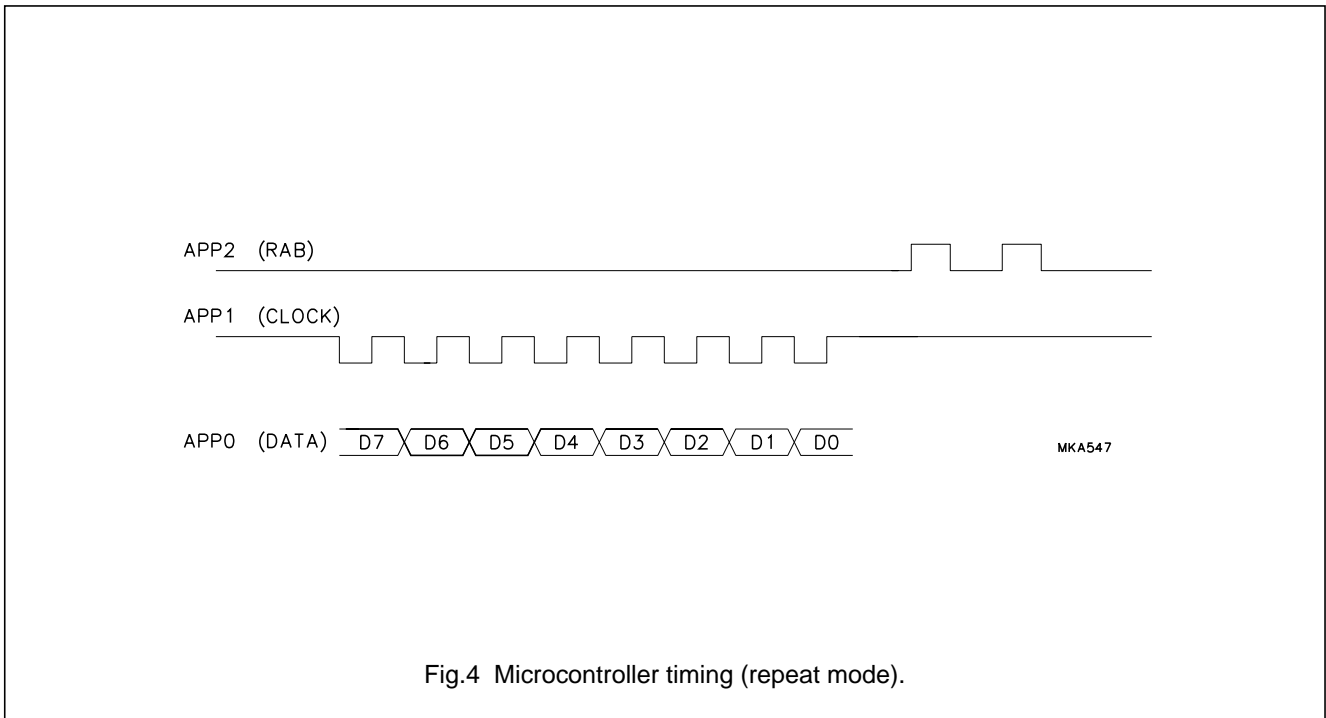 APP2 (RAB)
APP1 (CLOCK)
APP0 (DATA) D7 D6 D5 D4 D3 D2 D1 D0
MKA547
Fig.4 Microcontroller timing (repeat mode).